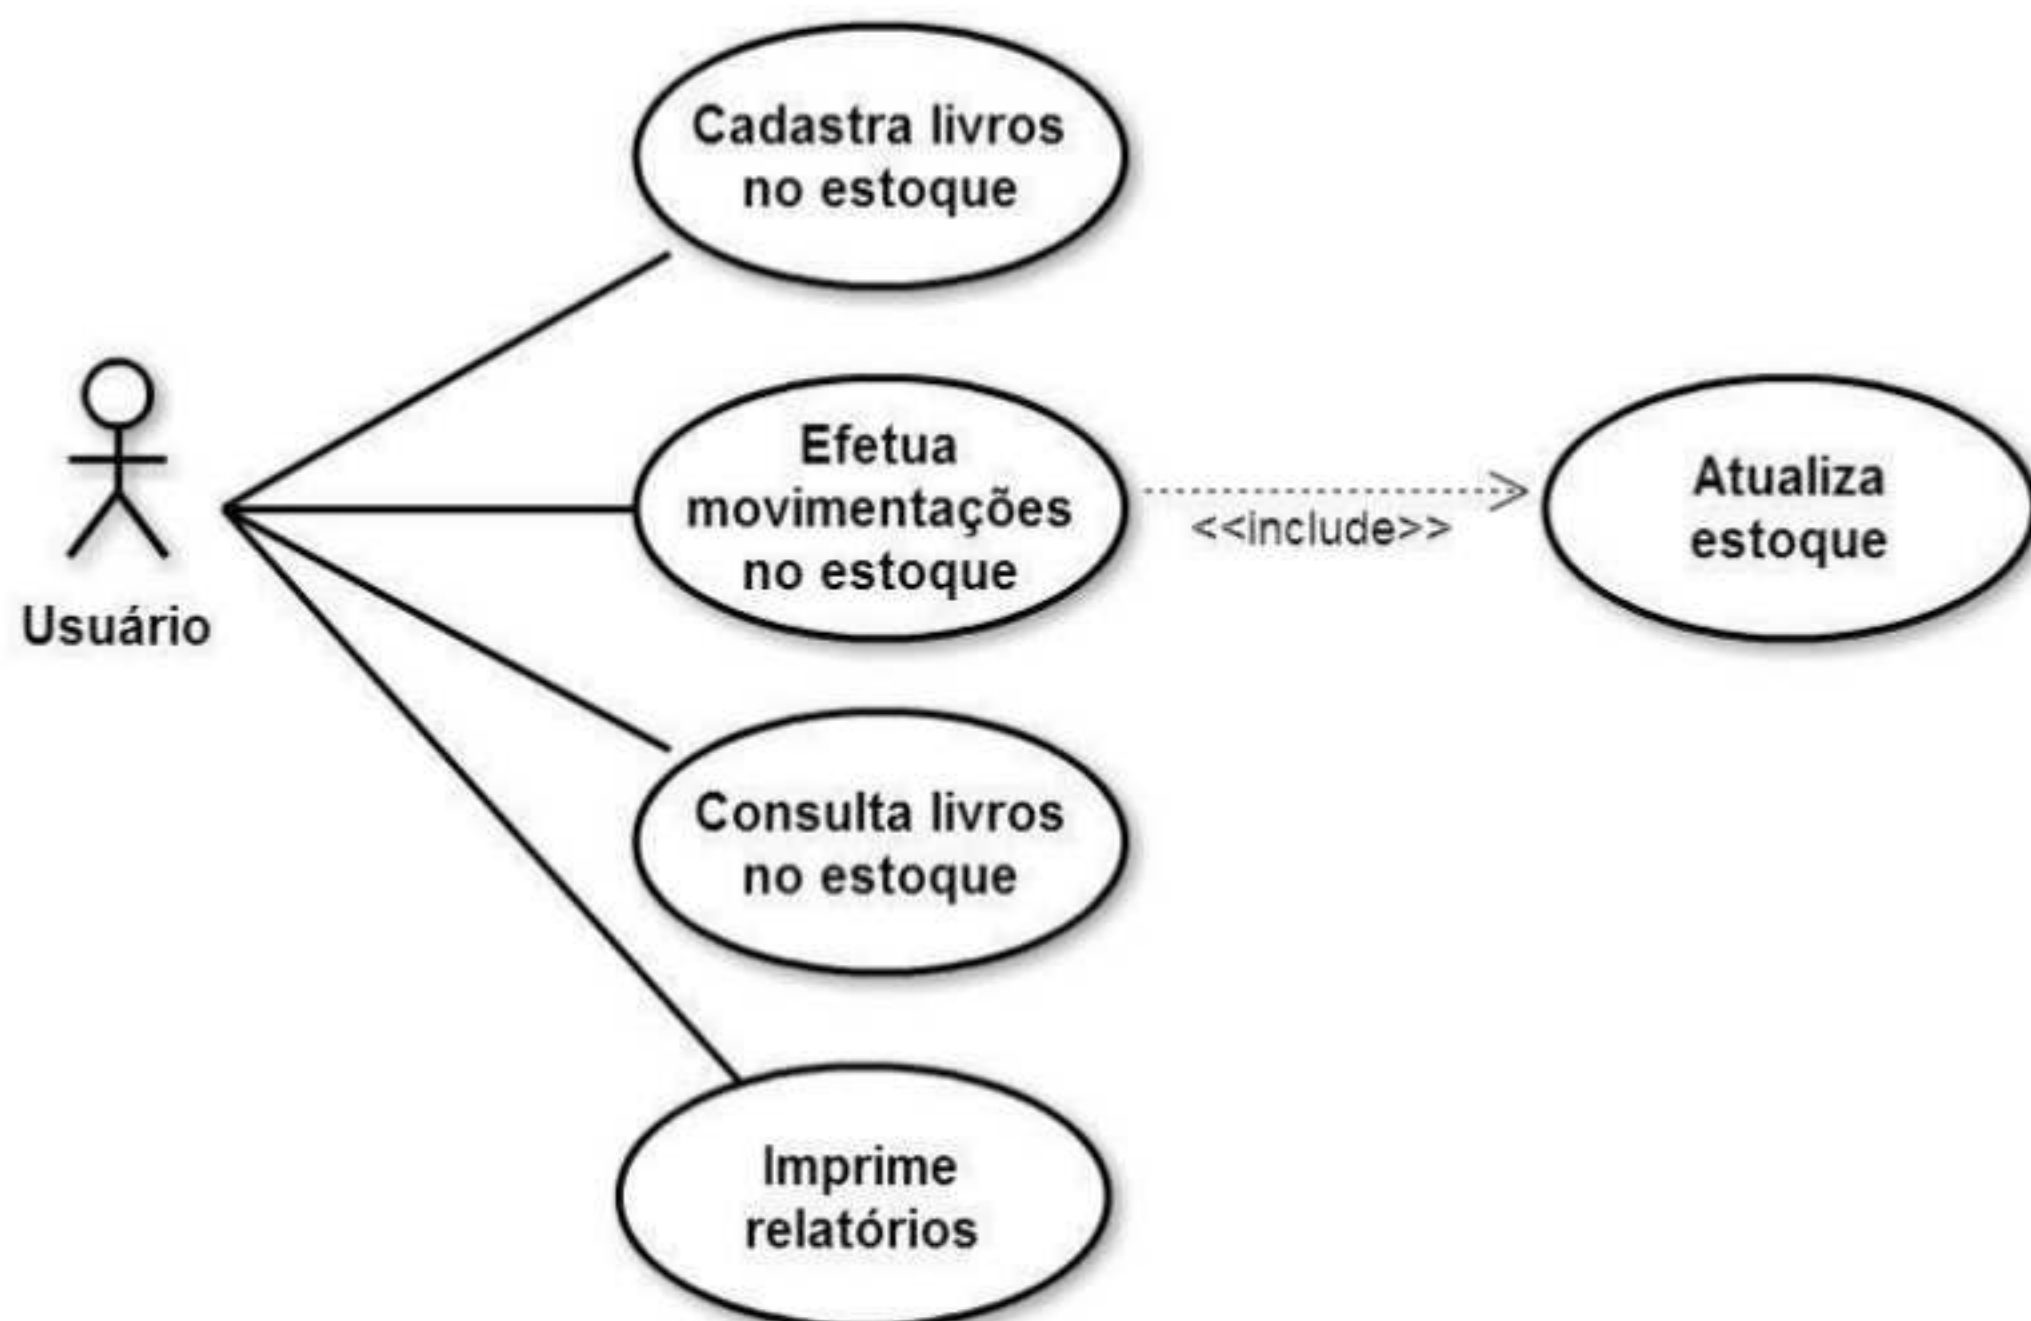 Cadastra livros
no estoque
Usuário
Efetua
movimentações
no estoque
<<include>>
Atualiza
estoque
Consulta livros
no estoque
Imprime
relatórios